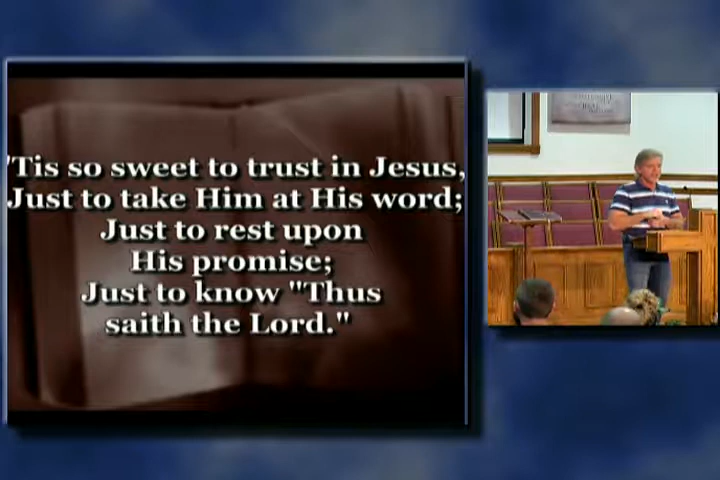 'Tis so sweet to trust in Jesus,
Just to take Him at His word;
Just to rest upon
His promise;
Just to know "Thus
saith the Lord."